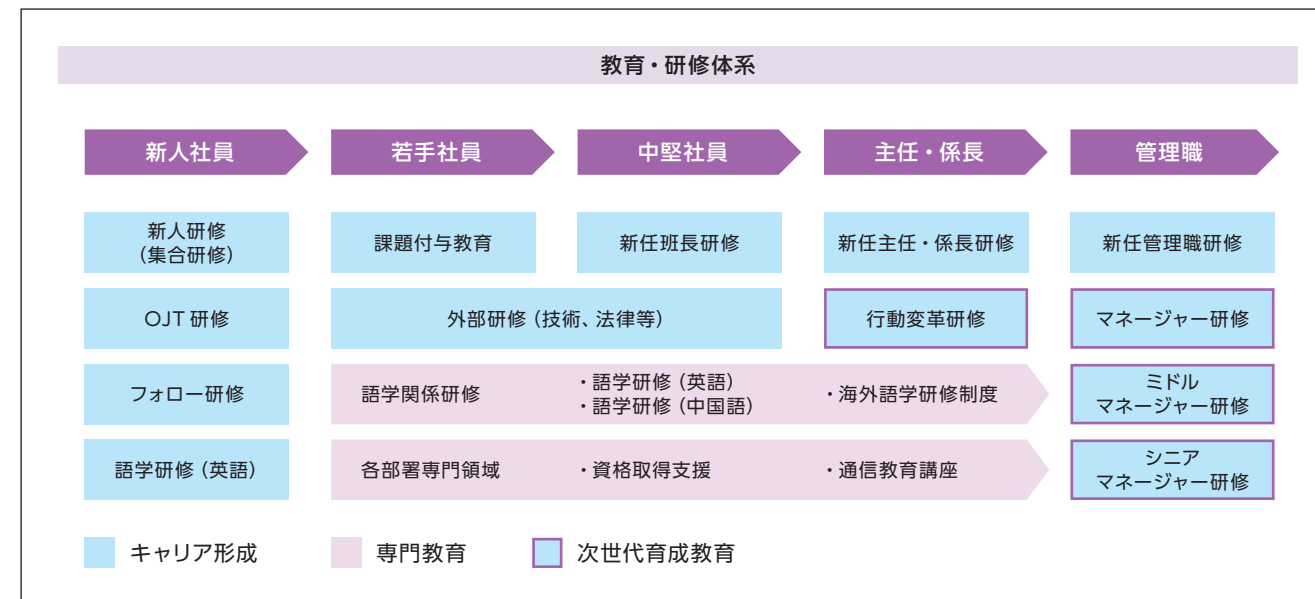 教育・研修体系
新人社員
若手社員
中堅社員
主任・係長
管理職
新人研修
(集合研修)
課題付与教育
新任班長研修
新任主任・係長研修
新任管理職研修
OJT 研修
外部研修(技術、法律等)
行動変革研修
マネージャー研修
フォロー研修
語学関係研修
・語学研修(英語)
・語学研修(中国語)
・海外語学研修制度
ミドル
マネージャー研修
語学研修(英語)
各部署専門領域
・資格取得支援
・通信教育講座
シニア
マネージャー研修
キャリア形成
専門教育
次世代育成教育